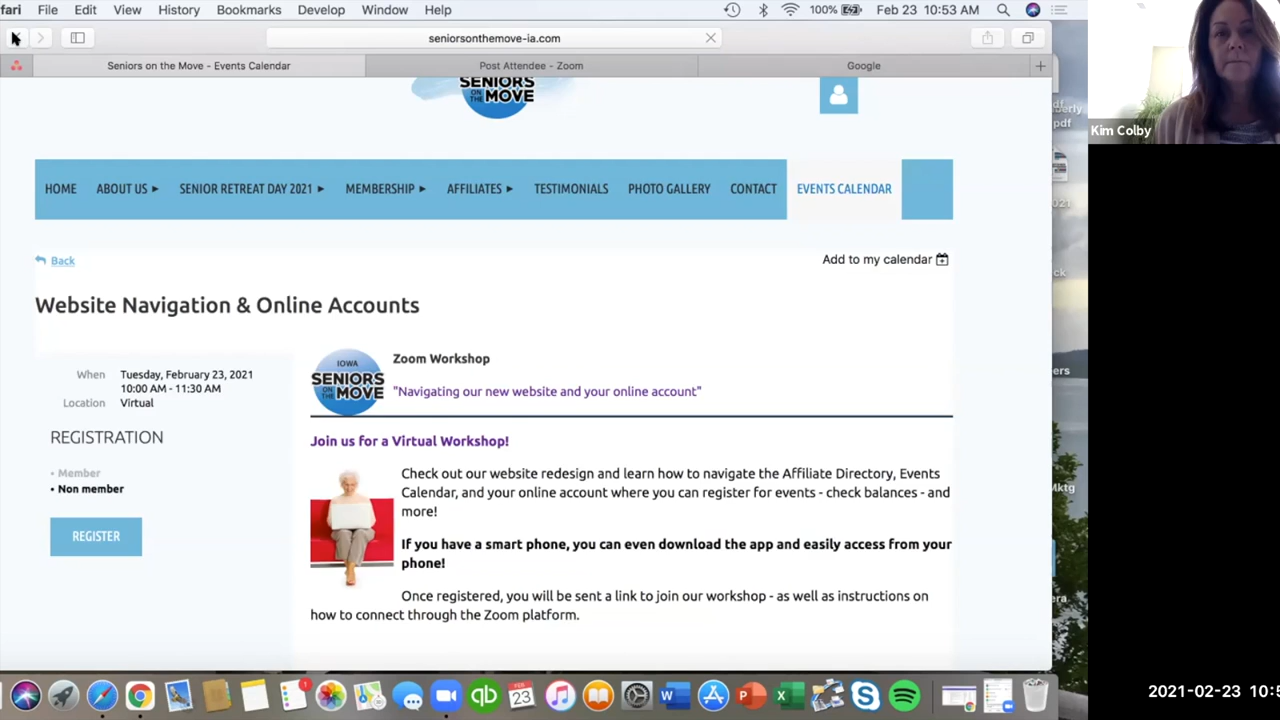 fari File Edit View History Bookmarks Develop Window Help 100% Feb 23 10:53 AM
seniorsonthemove-ia.com
Seniors on the Move - Events Calendar Post Attendee - Zoom Google
SENIORS
ON THE MOVE
pdf
Kim Colby
HOME ABOUT US SENIOR RETREAT DAY 2021 MEMBERSHIP AFFILIATES TESTIMONIALS PHOTO GALLERY CONTACT EVENTS CALENDAR
Back
Add to my calendar
Website Navigation & Online Accounts
When Tuesday, February 23, 2021
10:00 AM - 11:30 AM
Location Virtual
REGISTRATION
• Member
• Non member
REGISTER
IOWA
SENIORS
ON THE MOVE
Zoom Workshop
"Navigating our new website and your online account"
Join us for a Virtual Workshop!
Check out our website redesign and learn how to navigate the Affiliate Directory, Events
Calendar, and your online account where you can register for events - check balances - and
more!
If you have a smart phone, you can even download the app and easily access from your
phone!
Once registered, you will be sent a link to join our workshop - as well as instructions on
how to connect through the Zoom platform.
Mktg
1
FEB
23
2021-02-23 10:5